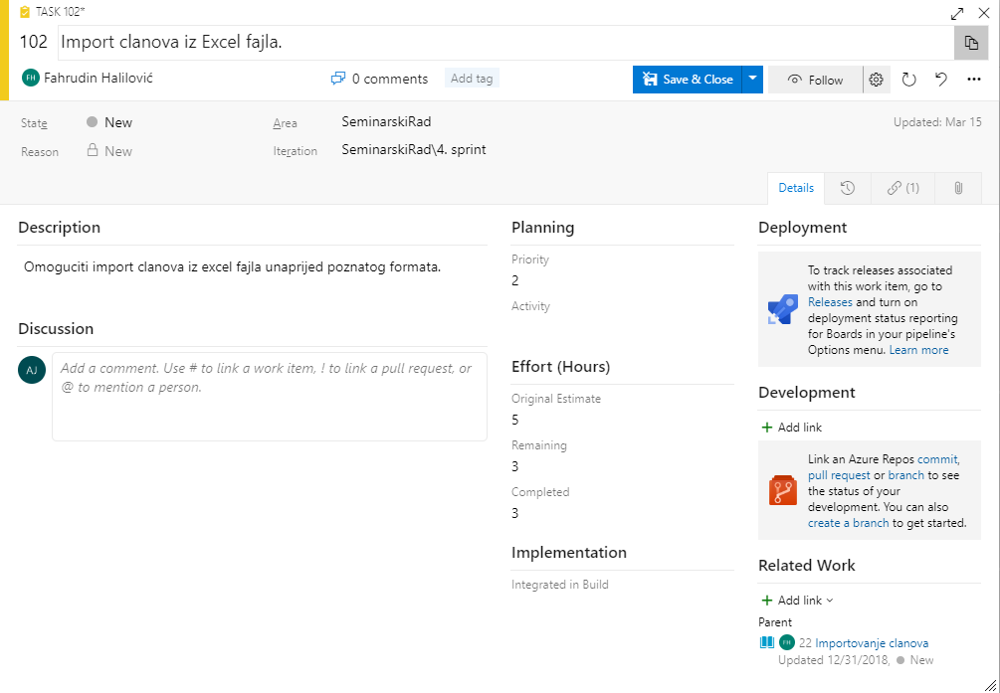 TASK 102*
102 Import clanova iz Excel fajla.
FH Fahrudin Halilović
0 comments
Add tag
Save & Close
Follow
State New
Area SeminarskiRad
Updated: Mar 15
Reason New
Iteration SeminarskiRad\4. sprint
Details
(1)
Description
Omoguciti import clanova iz excel fajla unaprijed poznatog formata.
Discussion
AJ
Add a comment. Use # to link a work item, ! to link a pull request, or
@ to mention a person.
Planning
Priority
2
Activity
Effort (Hours)
Original Estimate
5
Remaining
3
Completed
3
Implementation
Integrated in Build
Deployment
To track releases associated
with this work item, go to
Releases and turn on
deployment status reporting
for Boards in your pipeline's
Options menu. Learn more
Development
+ Add link
Link an Azure Repos commit,
pull request or branch to see
the status of your
development. You can also
create a branch to get started.
Related Work
+ Add link
Parent
FH 22 Importovanje clanova
Updated 12/31/2018, New